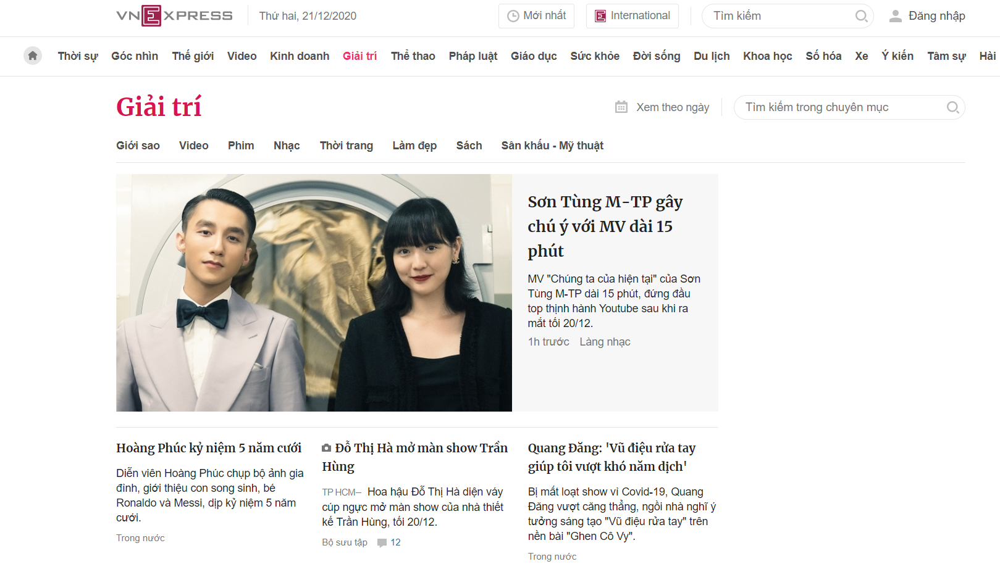 VNEXPRESS
Thứ hai, 21/12/2020
Mới nhất
E International
Tìm kiếm
Đăng nhập
Thời sự Góc nhìn Thế giới Video Kinh doanh Giải trí Thể thao Pháp luật Giáo dục Sức khỏe Đời sống Du lịch Khoa học Số hóa Xe Ý kiến Tâm sự Hài
Giải trí
Xem theo ngày
Tìm kiếm trong chuyên mục
Giới sao Video Phim Nhạc Thời trang Làm đẹp Sách Sân khấu - Mỹ thuật
Sơn Tùng M-TP gây
chú ý với MV dài 15
phút
MV "Chúng ta của hiện tại" của Sơn
Tùng M-TP dài 15 phút, đứng đầu
top thịnh hành Youtube sau khi ra
mắt tối 20/12.
1h trước Làng nhạc
Hoàng Phúc kỷ niệm 5 năm cưới
Diễn viên Hoàng Phúc chụp bộ ảnh gia
đình, giới thiệu con song sinh, bé
Ronaldo và Messi, dịp kỷ niệm 5 năm
cưới.
Trong nước
Đỗ Thị Hà mở màn show Trần
Hùng
TP HCM– Hoa hậu Đỗ Thị Hà diện váy
cúp ngực mở màn show của nhà thiết
kế Trần Hùng, tối 20/12.
Bộ sưu tập 12
Quang Đăng: 'Vũ điệu rửa tay
giúp tôi vượt khó năm dịch'
Bị mất loạt show vì Covid-19, Quang
Đăng vượt căng thẳng, ngồi nhà nghĩ ý
tưởng sáng tạo "Vũ điệu rửa tay" trên
nền bài "Ghen Cô Vy".
Trong nước